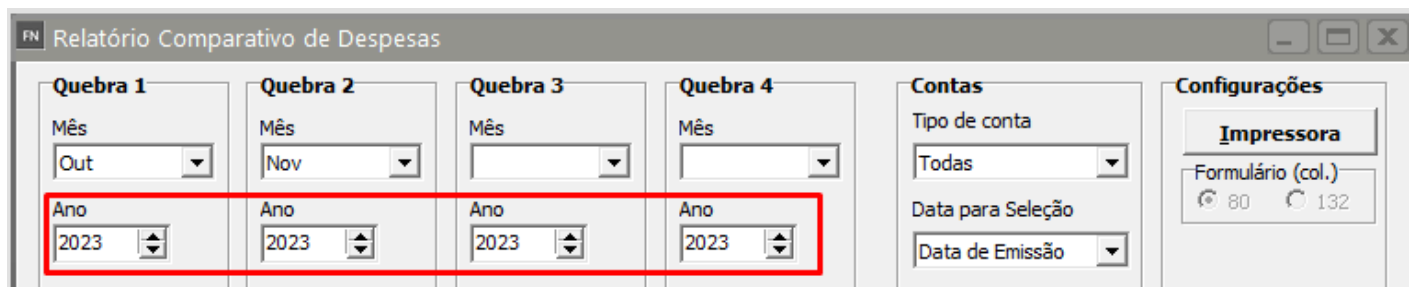 FN Relatório Comparativo de Despesas
Quebra 1 Quebra 2 Quebra 3 Quebra 4 Contas Configurações
Mês Mês Mês Mês Tipo de conta Impressora
Out Nov Todas Formulário (col.)
80 132
Ano Ano Ano Ano Data para Seleção
2023 2023 2023 2023 Data de Emissão